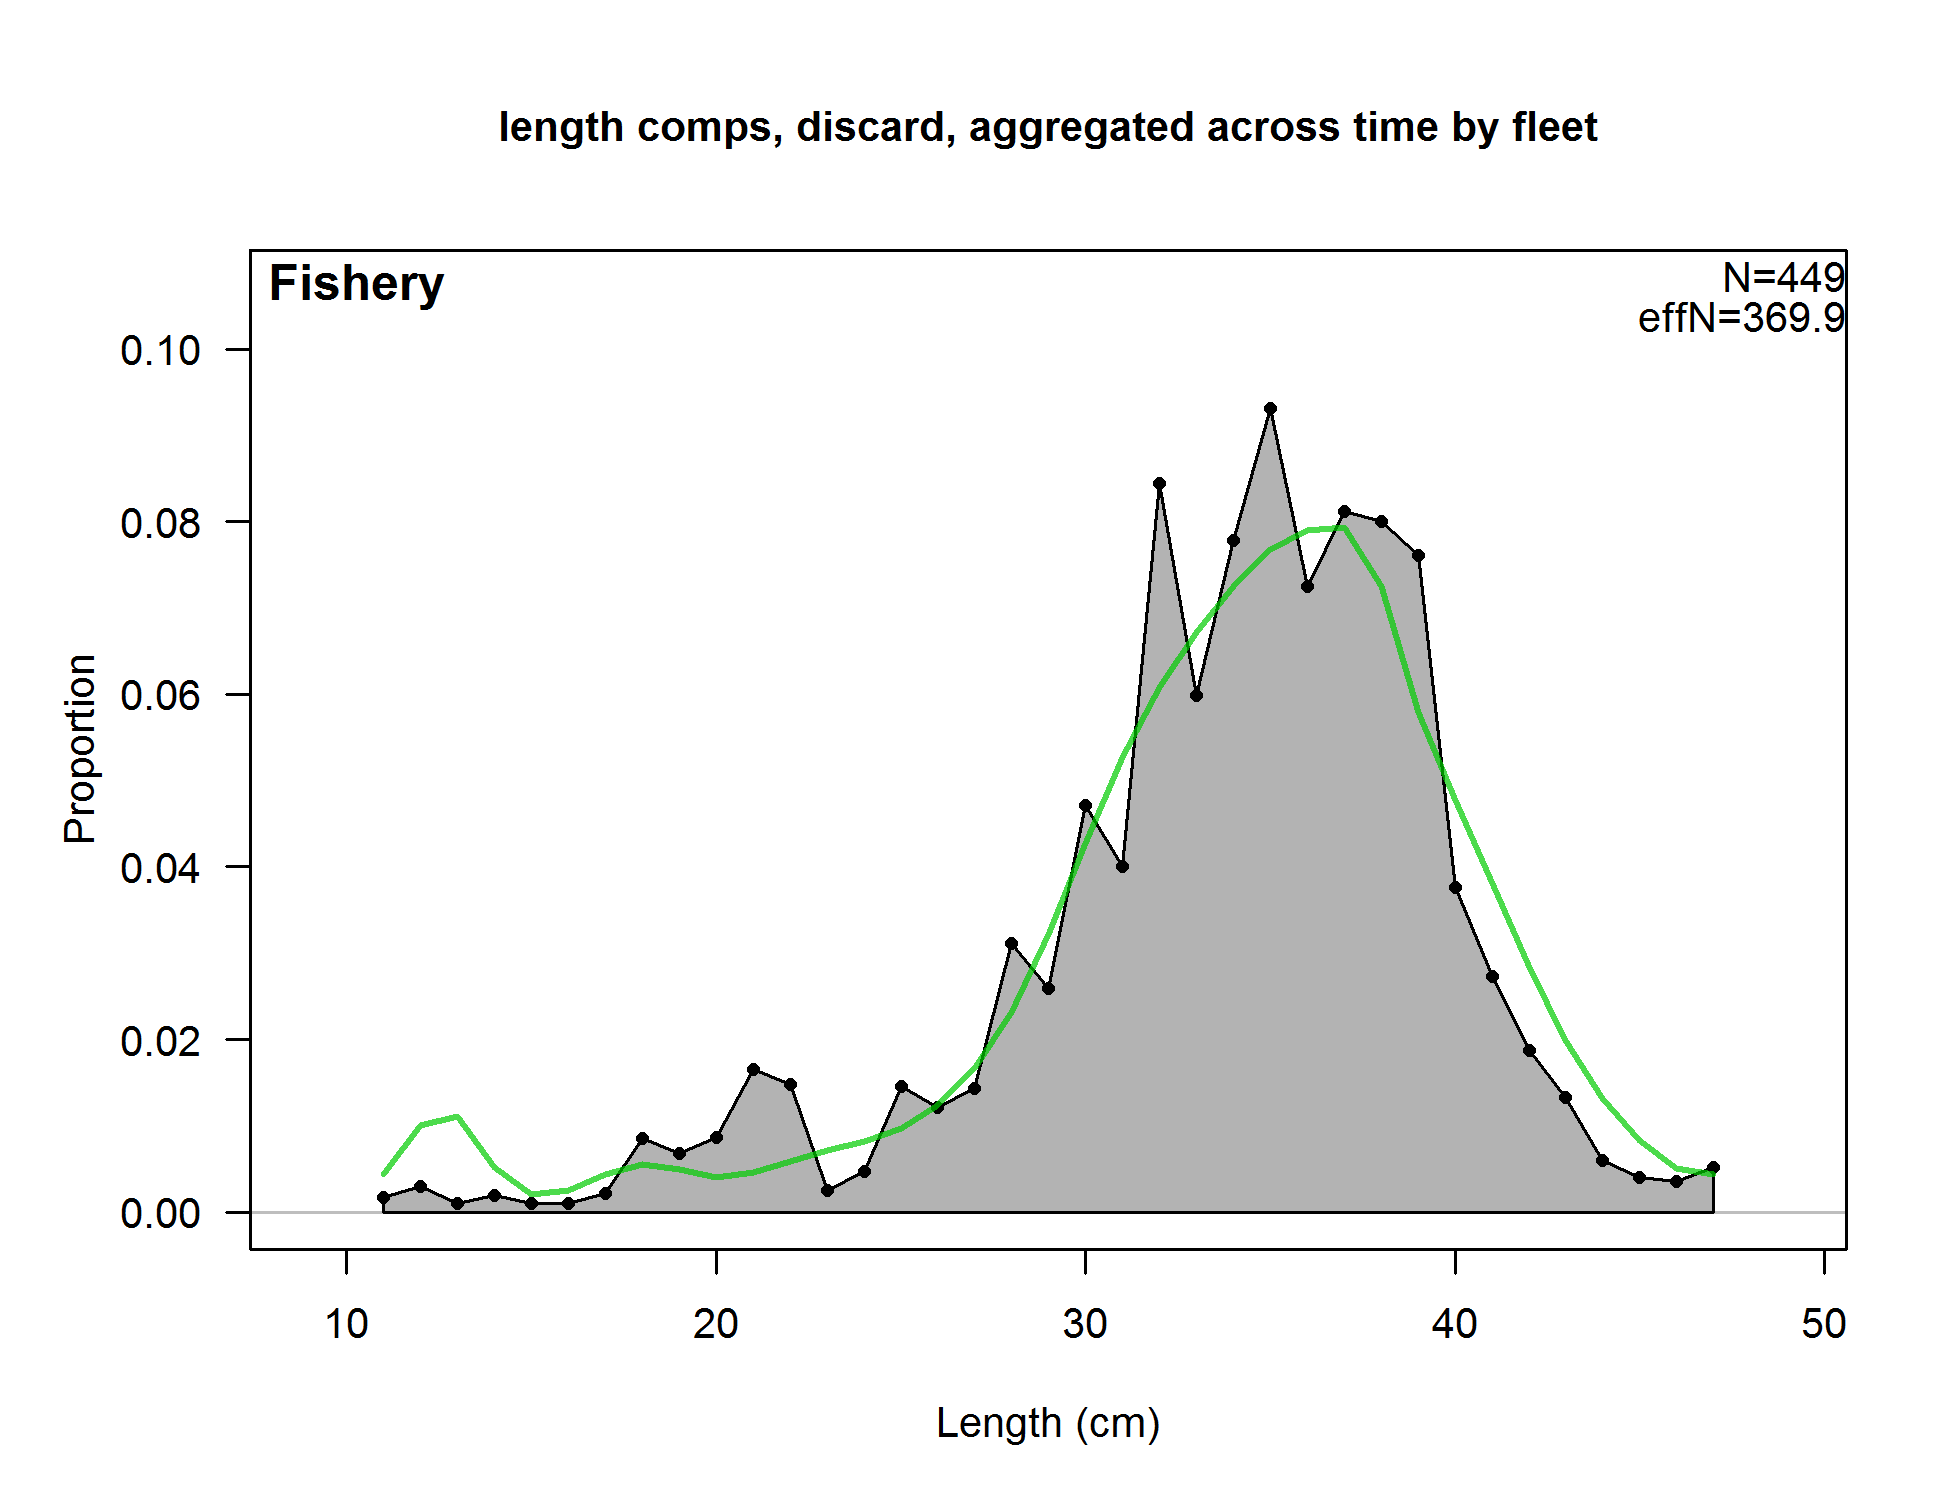 length comps, discard, aggregated across time by fleet
Fishery
N=449
effN=369.9
Proportion
0.10
0.08
0.06
0.04
0.02
0.00
10 20 30 40 50
Length (cm)